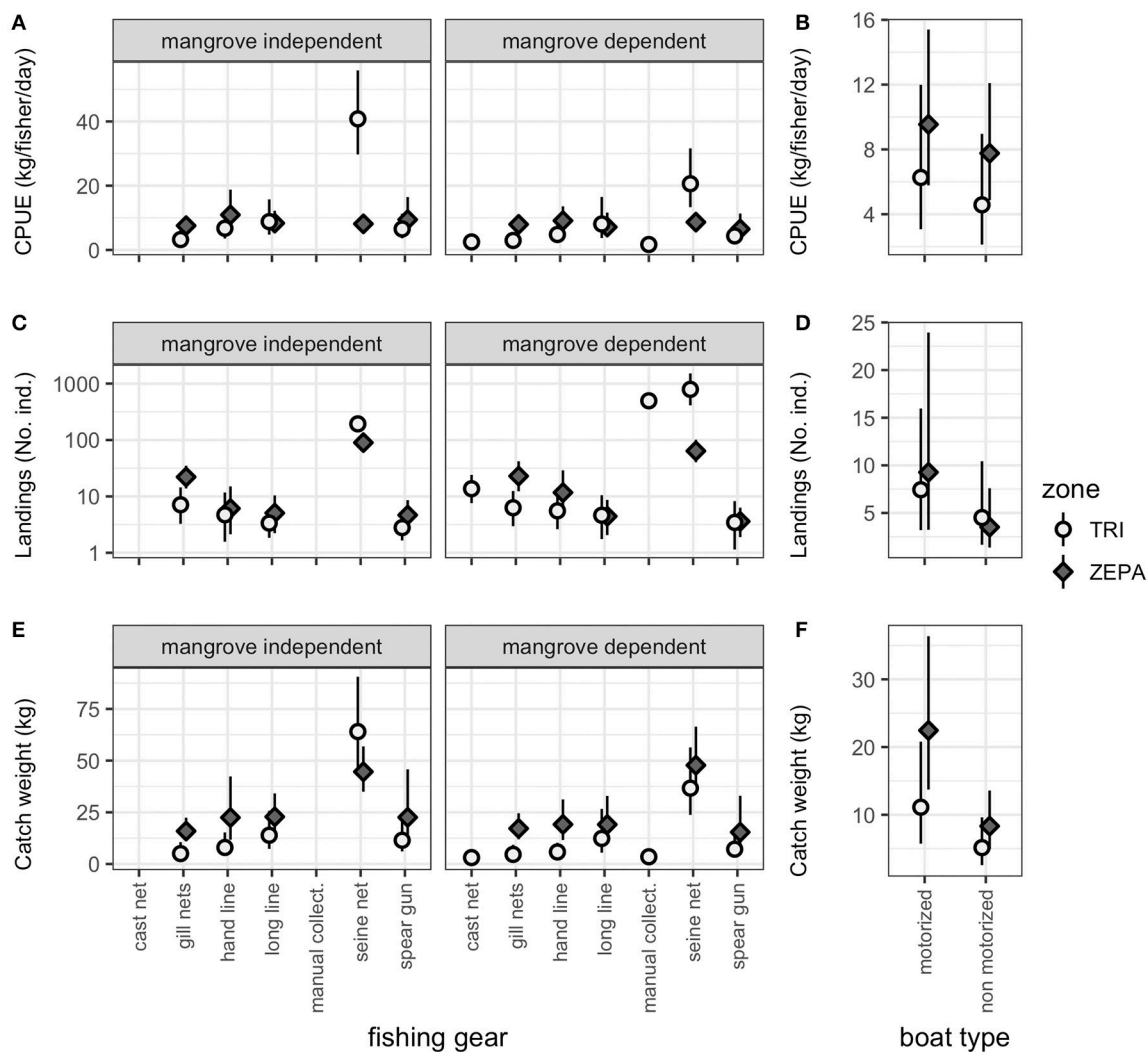 A
mangrove independent
mangrove dependent
CPUE (kg/fisher/day)
40
20
0
B
CPUE (kg/fisher/day)
16
12
8
4
C
mangrove independent
mangrove dependent
Landings (No. ind.)
1000
100
10
1
D
Landings (No. ind.)
25
20
15
10
5
zone
TRI
ZEPA
E
mangrove independent
mangrove dependent
Catch weight (kg)
75
50
25
0
cast net
gill nets
hand line
long line
manual collect.
seine net
spear gun
cast net
gill nets
hand line
long line
manual collect.
seine net
spear gun
fishing gear
F
Catch weight (kg)
30
20
10
motorized
non motorized
boat type